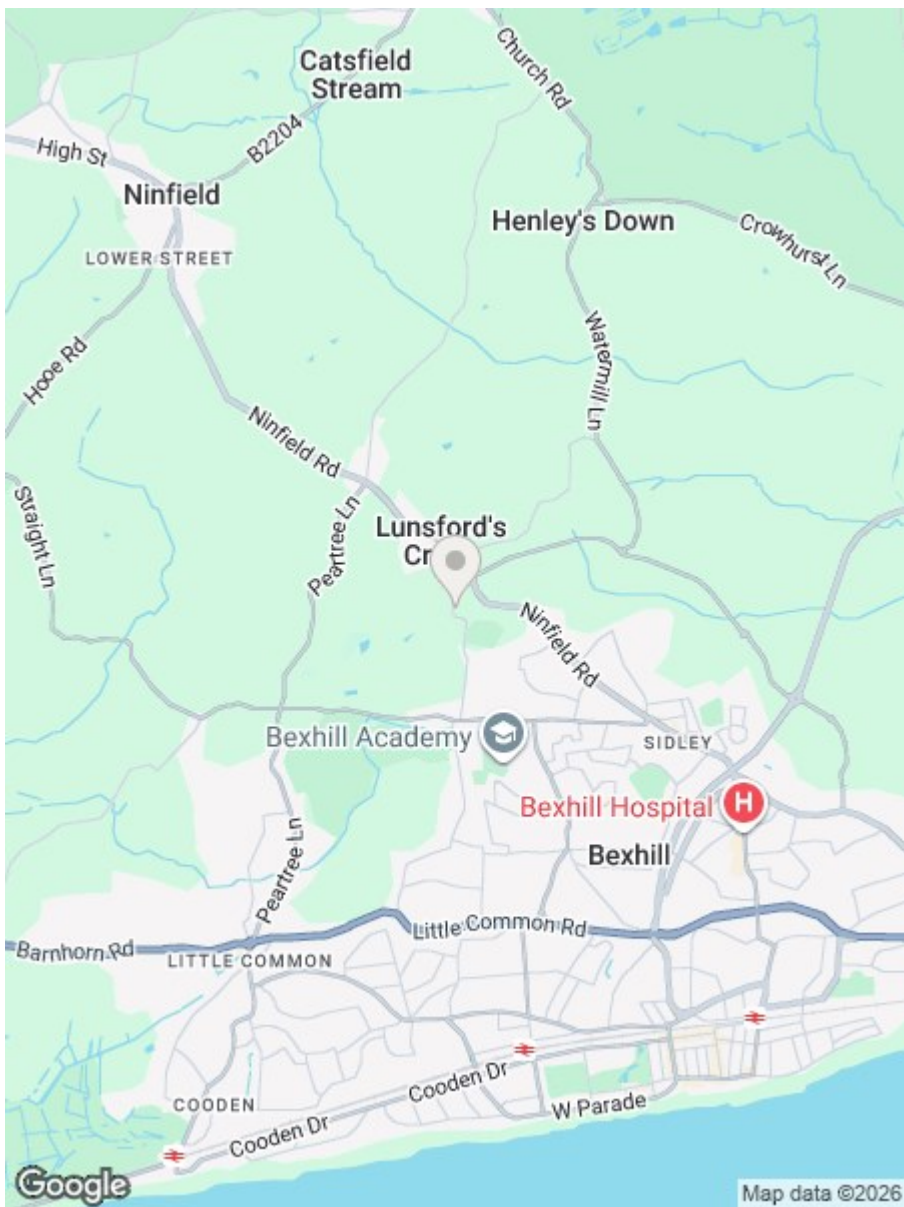 Catsfield
Stream
Church Rd
B2204
High St
Ninfield
Henley's Down
Crowhurst Ln
LOWER STREET
Hooe Rd
Watermill Ln
Ninfield Rd
Straight Ln
Peartree Ln
Lunsford's
Cr
Ninfield Rd
Bexhill Academy
SIDLEY
Bexhill Hospital
H
Bexhill
Peartree Ln
Little Common Rd
Barnhorn Rd
LITTLE COMMON
Cooden Dr
COODEN
W Parade
Cooden Dr
Google
Map data ©2026